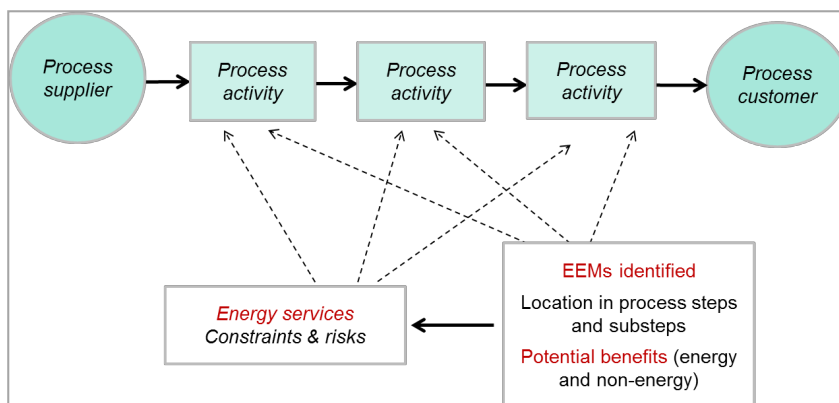 Process
supplier
Process
activity
Process
activity
Process
activity
Process
customer
EEMs identified
Location in process steps
and substeps
Potential benefits (energy
and non-energy)
Energy services
Constraints & risks